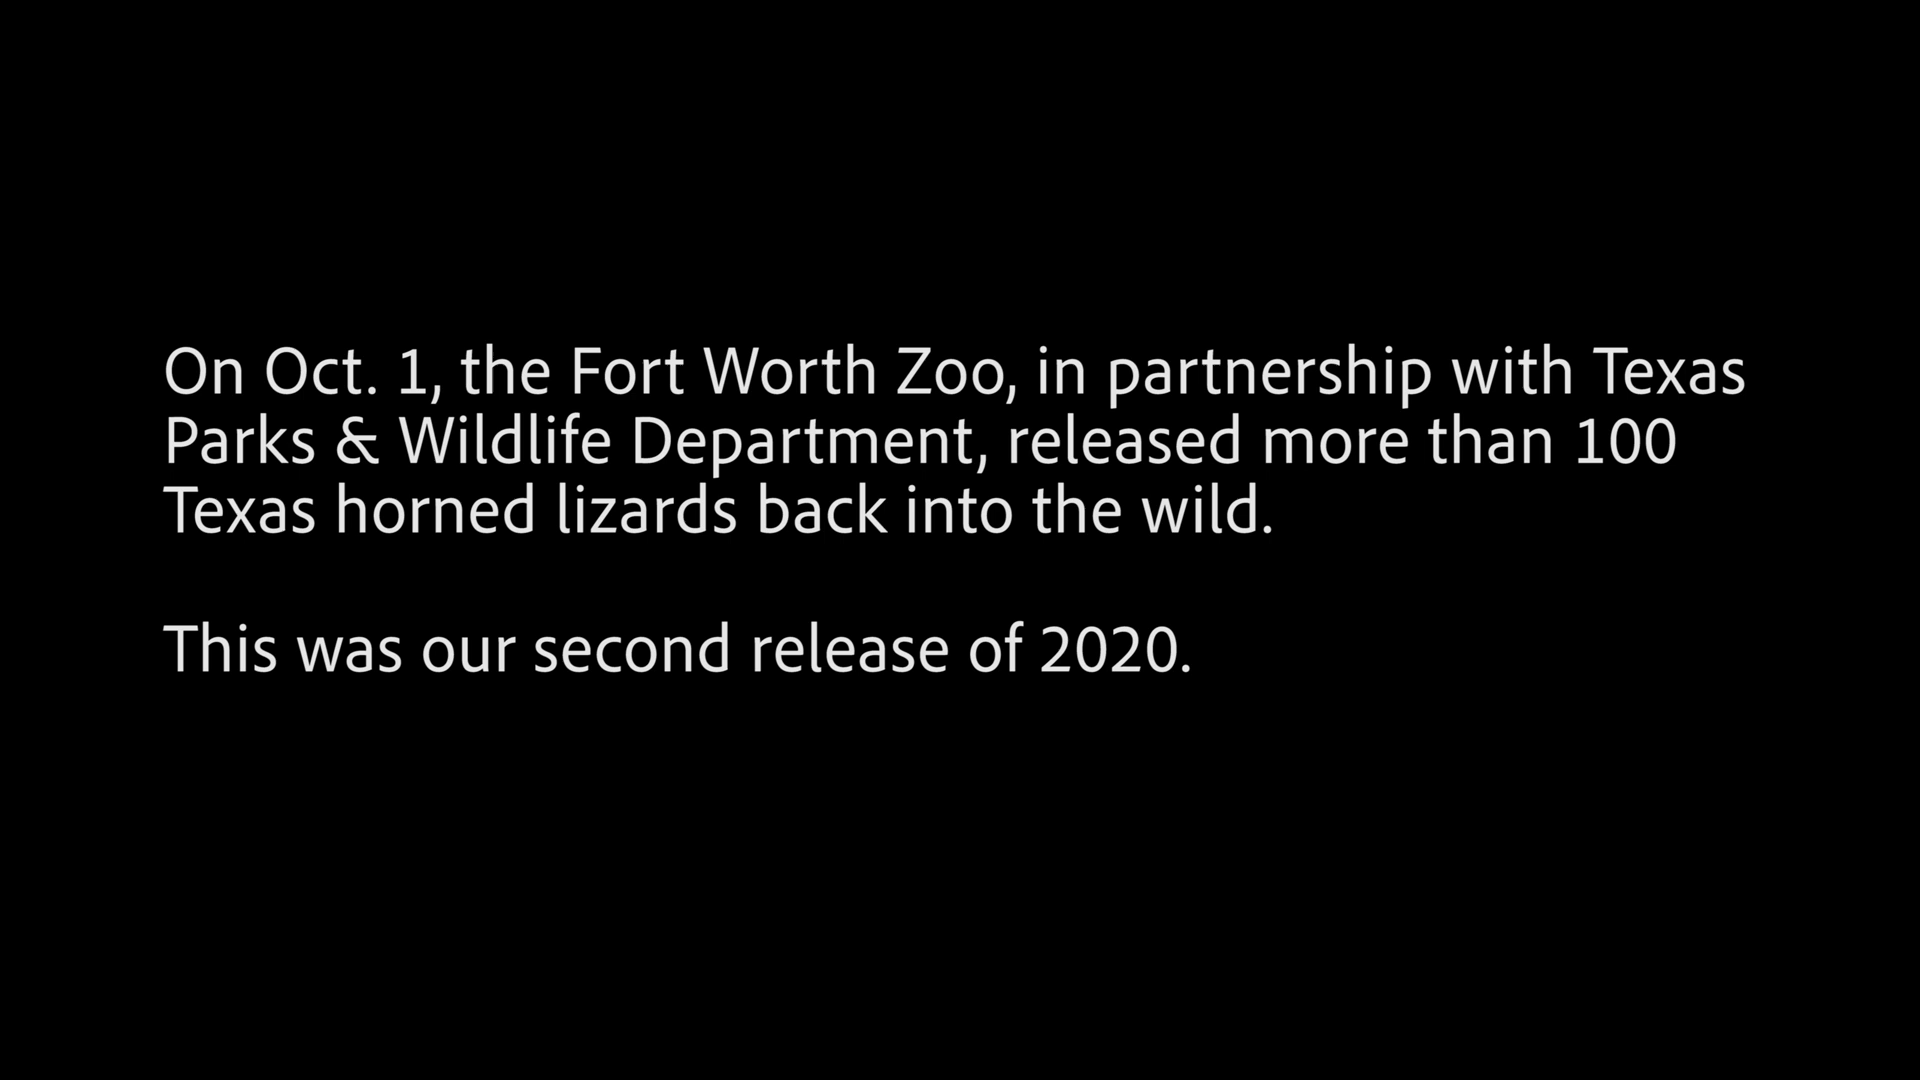 On Oct. 1, the Fort Worth Zoo, in partnership with Texas
Parks & Wildlife Department, released more than 100
Texas horned lizards back into the wild.
This was our second release of 2020.